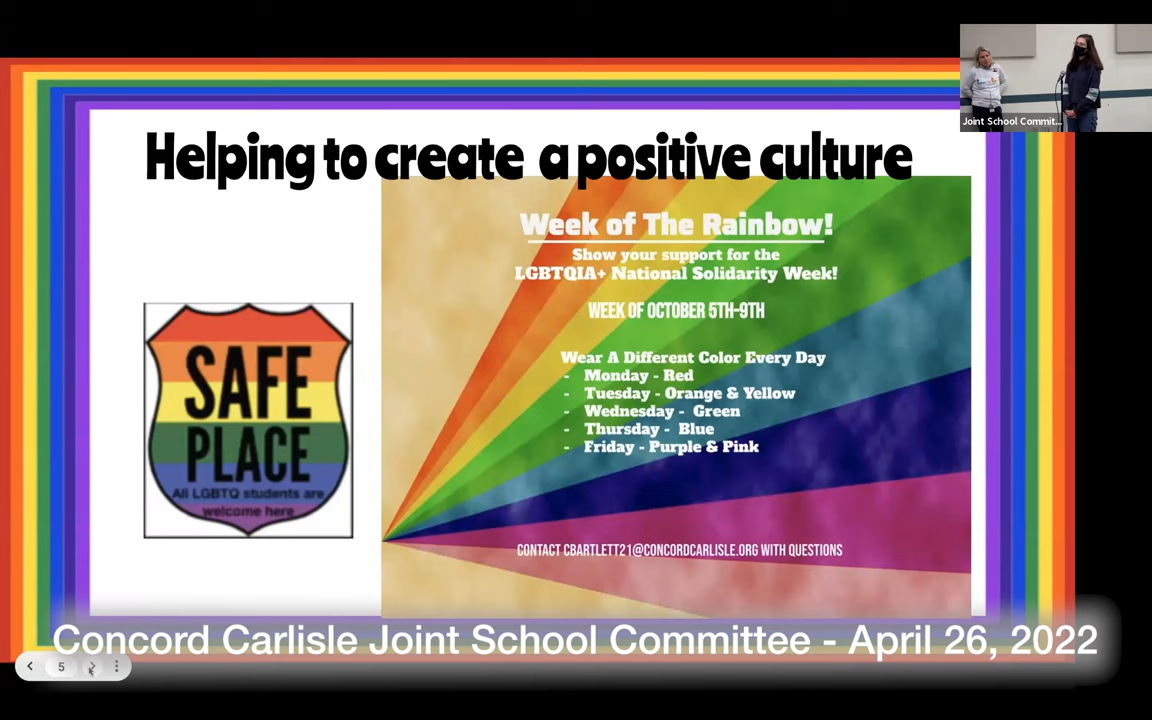 Joint School Commit...
Helping to create a positive culture
Week of The Rainbow!
Show your support for the
LGBTQIA+ National Solidarity Week!
WEEK OF OCTOBER 5TH-9TH
Wear A Different Color Every Day
- Monday - Red
- Tuesday - Orange & Yellow
- Wednesday - Green
- Thursday - Blue
- Friday - Purple & Pink
CONTACT CBARTLETT21@CONCORDCARLISLE.ORG WITH QUESTIONS
SAFE
PLACE
All LGBTQ students are
welcome here
Concord Carlisle Joint School Committee - April 26, 2022
5